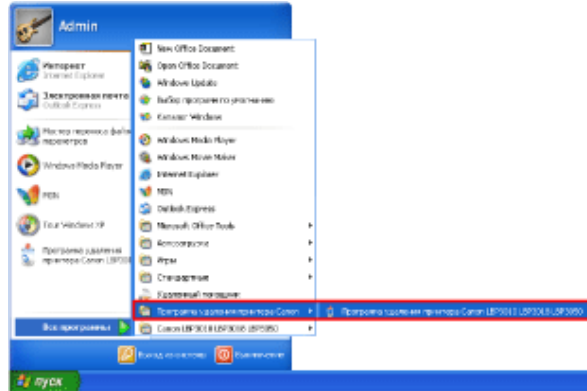 Admin
Интернет
Internet Explorer
Электронная почта
Outlook Express
Мастер переноса файлов
параметров
Windows Media Player
MSN
Tour Windows XP
Программа удаления
принтера Canon LBP3010
Все программы
New Office Document
Open Office Document
Windows Update
Выбор программ по умолчанию
Каталог Windows
Windows Media Player
Windows Movie Maker
Internet Explorer
MSN
Outlook Express
Microsoft Office Tools
Автозагрузка
Игры
Стандартные
Удаленный помощник
Программа удаления принтера Canon
Программа удаления принтера Canon LBP3010 LBP3018 LBP3050
Canon LBP3010 LBP3018 LBP3050
Выход из системы
Выключение
пуск